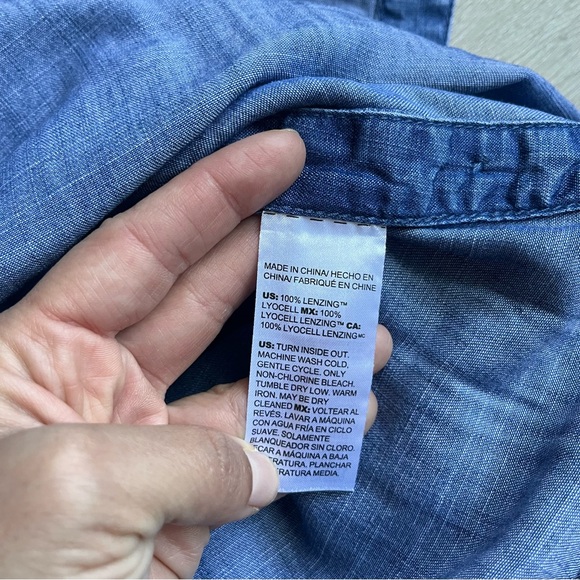 MADE IN CHINA/ HECHO EN
CHINA/ FABRIQUÉ EN CHINE
US: 100% LENZING™
LYOCELL MX: 100%
LYOCELL LENZING™ CA:
100% LYOCELL LENZINGᴹᶜ
US: TURN INSIDE OUT.
MACHINE WASH COLD,
GENTLE CYCLE. ONLY
NON-CHLORINE BLEACH.
TUMBLE DRY LOW. WARM
IRON. MAY BE DRY
CLEANED MX: VOLTEAR AL
REVÉS. LAVAR A MÁQUINA
CON AGUA FRÍA EN CICLO
SUAVE. SOLAMENTE
BLANQUEADOR SIN CLORO.
A MÁQUINA A BAJA
PLANCHAR
MEDIA.